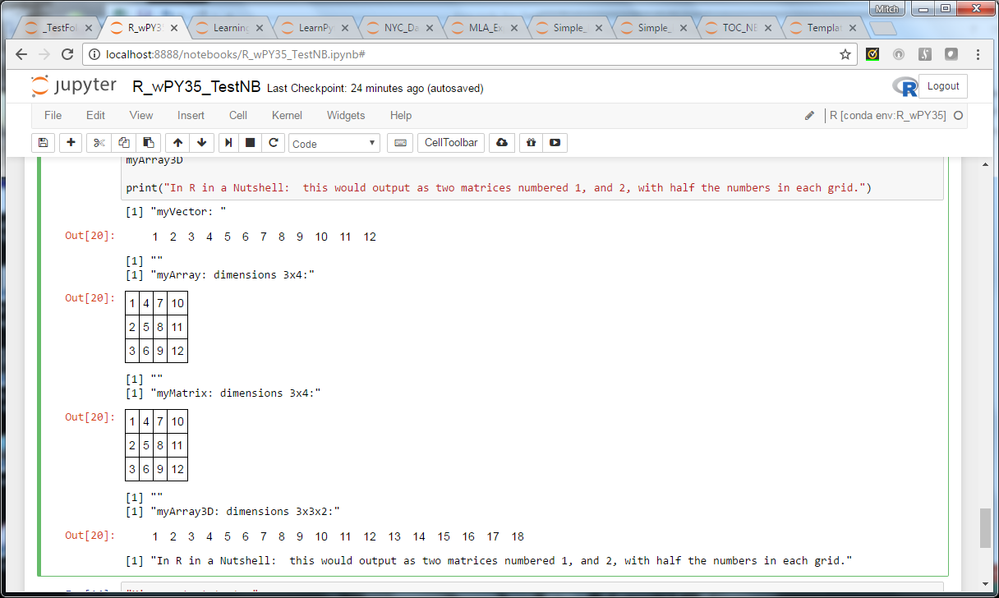 Mitch
_TestFol
R_wPY35
Learning
LearnPy
NYC_Da
MLA_Ex
Simple_
Simple_
TOC_NB
Templat
localhost:8888/notebooks/R_wPY35_TestNB.ipynb#
jupyter R_wPY35_TestNB Last Checkpoint: 24 minutes ago (autosaved)
R Logout
File Edit View Insert Cell Kernel Widgets Help
R [conda env:R_wPY35]
Code CellToolbar
myArray3D
print("In R in a Nutshell:  this would output as two matrices numbered 1, and 2, with half the numbers in each grid.")
[1] "myVector: "
Out[20]: 1 2 3 4 5 6 7 8 9 10 11 12
[1] ""
[1] "myArray: dimensions 3x4:"
Out[20]:
1 4 7 10
2 5 8 11
3 6 9 12
[1] ""
[1] "myMatrix: dimensions 3x4:"
Out[20]:
1 4 7 10
2 5 8 11
3 6 9 12
[1] ""
[1] "myArray3D: dimensions 3x3x2:"
Out[20]: 1 2 3 4 5 6 7 8 9 10 11 12 13 14 15 16 17 18
[1] "In R in a Nutshell:  this would output as two matrices numbered 1, and 2, with half the numbers in each grid."